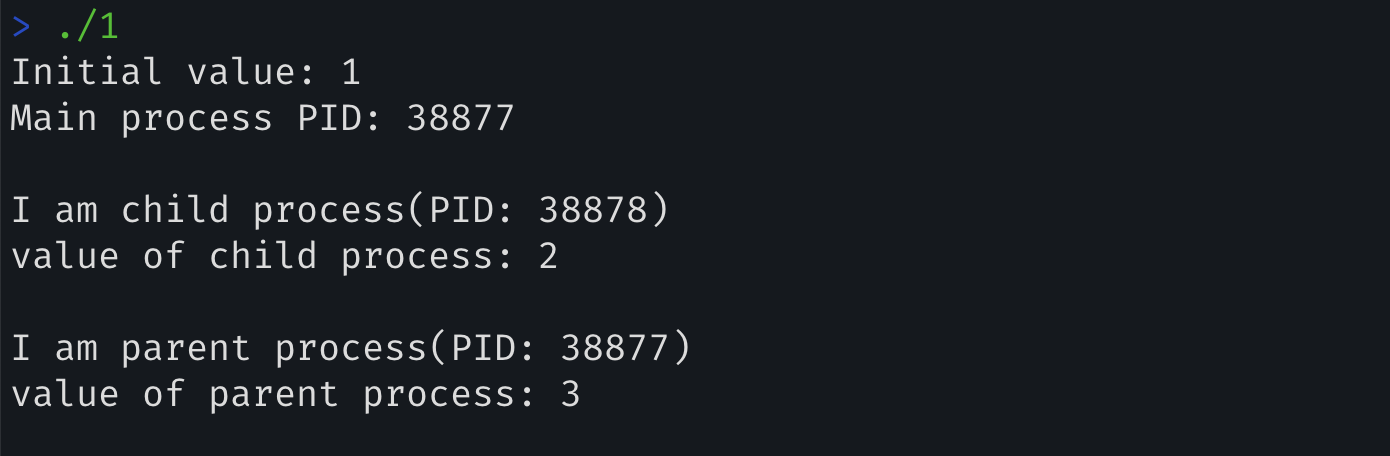 > ./1
Initial value: 1
Main process PID: 38877
I am child process(PID: 38878)
value of child process: 2
I am parent process(PID: 38877)
value of parent process: 3